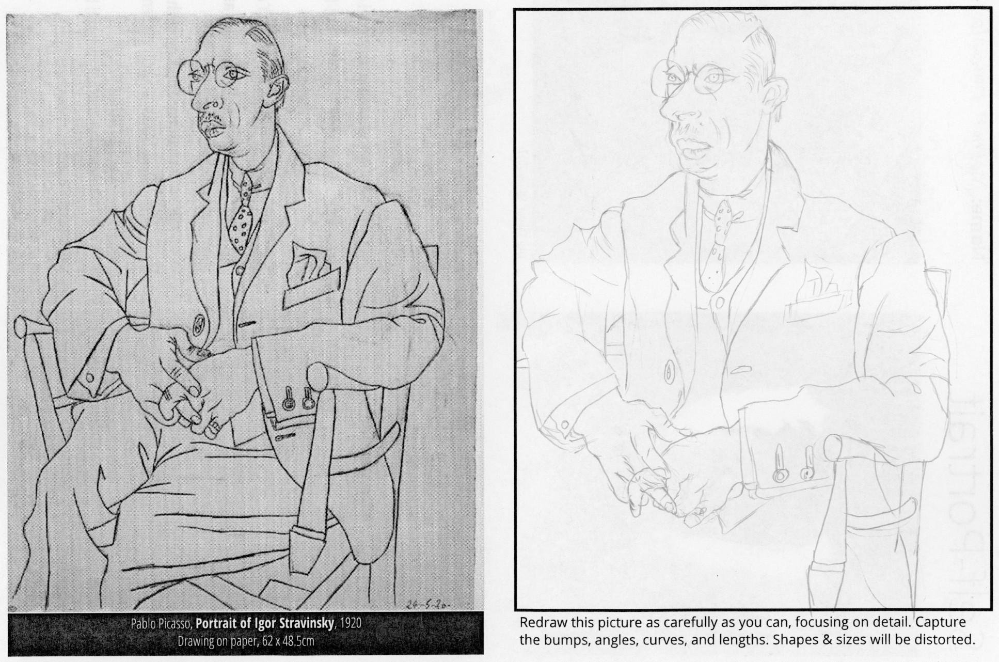 24-5-20-
Pablo Picasso, Portrait of Igor Stravinsky, 1920
Drawing on paper, 62 x 48.5cm
Redraw this picture as carefully as you can, focusing on detail. Capture
the bumps, angles, curves, and lengths. Shapes & sizes will be distorted.